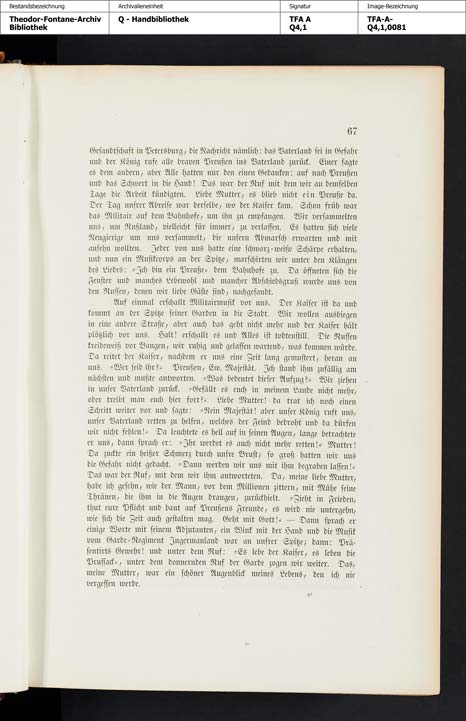 Bestandsbezeichnung
Archivalieneinheit
Signatur
Image-Bezeichnung
Theodor-Fontane-Archiv
Bibliothek
Q - Handbibliothek
TFA A
Q4,1
TFA-A-
Q4,1,0081
67
Gesandtschaft in Petersburg, die Nachricht nämlich: das Vaterland sei in Gefahr
und der König rufe alle braven Preußen ins Vaterland zurück. Einer sagte
es dem andern, aber Alle hatten nur den einen Gedanken: auf nach Preußen
und das Schwert in die Hand! Das war der Ruf mit dem wir an demselben
Tage die Arbeit kündigten. Liebe Mutter, es blieb nicht ein Preuße da.
Der Tag unsrer Abreise war derselbe, wo der Kaiser kam. Schon früh war
das Militair auf dem Bahnhofe, um ihn zu empfangen. Wir versammelten
uns, um Rußland, vielleicht für immer, zu verlassen. Es hatten sich viele
Neugierige um uns versammelt, die unsern Abmarsch erwarten und mit
ansehn wollten. Jeder von uns hatte eine schwarz-weiße Schärpe erhalten,
und nun ein Musikcorps an der Spitze, marschirten wir unter den Klängen
des Liedes: »Ich bin ein Preuße« dem Bahnhofe zu. Da öffneten sich die
Fenster und manches Lebewohl und mancher Abschiedsgruß wurde uns von
den Russen, denen wir liebe Gäste sind, nachgesandt.
Auf einmal erschallt Militairmusik vor uns. Der Kaiser ist da und
kommt an der Spitze seiner Garden in die Stadt. Wir wollen ausbiegen
in eine andere Straße, aber auch das geht nicht mehr und der Kaiser hält
plötzlich vor uns. Halt! erschallt es und Alles ist todtenstill. Die Russen
kreideweiß vor Bangen, wir ruhig und gelassen wartend, was kommen würde.
Da reitet der Kaiser, nachdem er uns eine Zeit lang gemustert, heran an
uns. »Wer seid ihr?« Preußen, Ew. Majestät. Ich stand ihm zufällig am
nächsten und mußte antworten. »Was bedeutet dieser Aufzug?« Wir ziehen
in unser Vaterland zurück. »Gefällt es euch in meinem Lande nicht mehr,
oder treibt man euch hier fort?« Liebe Mutter! da trat ich noch einen
Schritt weiter vor und sagte: »Nein Majestät! aber unser König ruft uns,
unser Vaterland retten zu helfen, welches der Feind bedroht und da dürfen
wir nicht fehlen!« Da leuchtete es hell auf in seinen Augen, lange betrachtete
er uns, dann sprach er: »Ihr werdet es auch nicht mehr retten!« Mutter!
Da zuckte ein heißer Schmerz durch unsre Brust, so groß hatten wir uns
die Gefahr nicht gedacht. »Dann werden wir uns mit ihm begraben lassen!«
Das war der Ruf, mit dem wir ihm antworteten. Da, meine liebe Mutter,
habe ich gesehn, wie der Mann, vor dem Millionen zittern, mit Mühe seine
Thränen, die ihm in die Augen drangen, zurückhielt. »Zieht in Frieden,
thut eure Pflicht und baut auf Preußens Freunde, es wird nie untergehn,
wie sich die Zeit auch gestalten mag. Geht mit Gott!« — Dann sprach er
einige Worte mit seinem Adjutanten, ein Wink mit der Hand und die Musik
vom Garde-Regiment Ingermanland war an unsrer Spitze; dann: Prä-
sentirts Gewehr! und unter dem Ruf: »Es lebe der Kaiser, es leben die
Prussack«, unter dem donnernden Ruf der Garde zogen wir weiter. Das,
meine Mutter, war ein schöner Augenblick meines Lebens, den ich nie
vergessen werde.